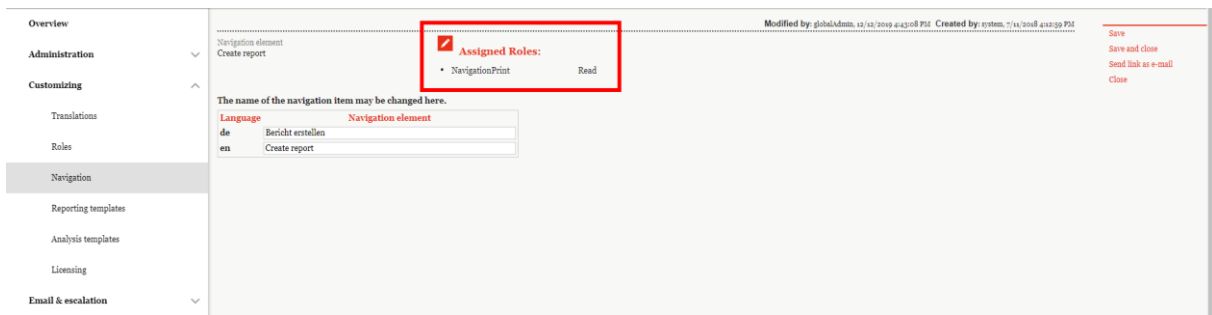 Overview
Administration
Customizing
Translations
Roles
Navigation
Reporting templates
Analysis templates
Licensing
Email & escalation
Modified by: globalAdmin, 12/12/2019 4:43:08 PM Created by: system, 7/11/2018 4:12:59 PM
Navigation element
Create report
Assigned Roles:
• NavigationPrint Read
The name of the navigation item may be changed here.
Language Navigation element
de Bericht erstellen
en Create report
Save
Save and close
Send link as e-mail
Close